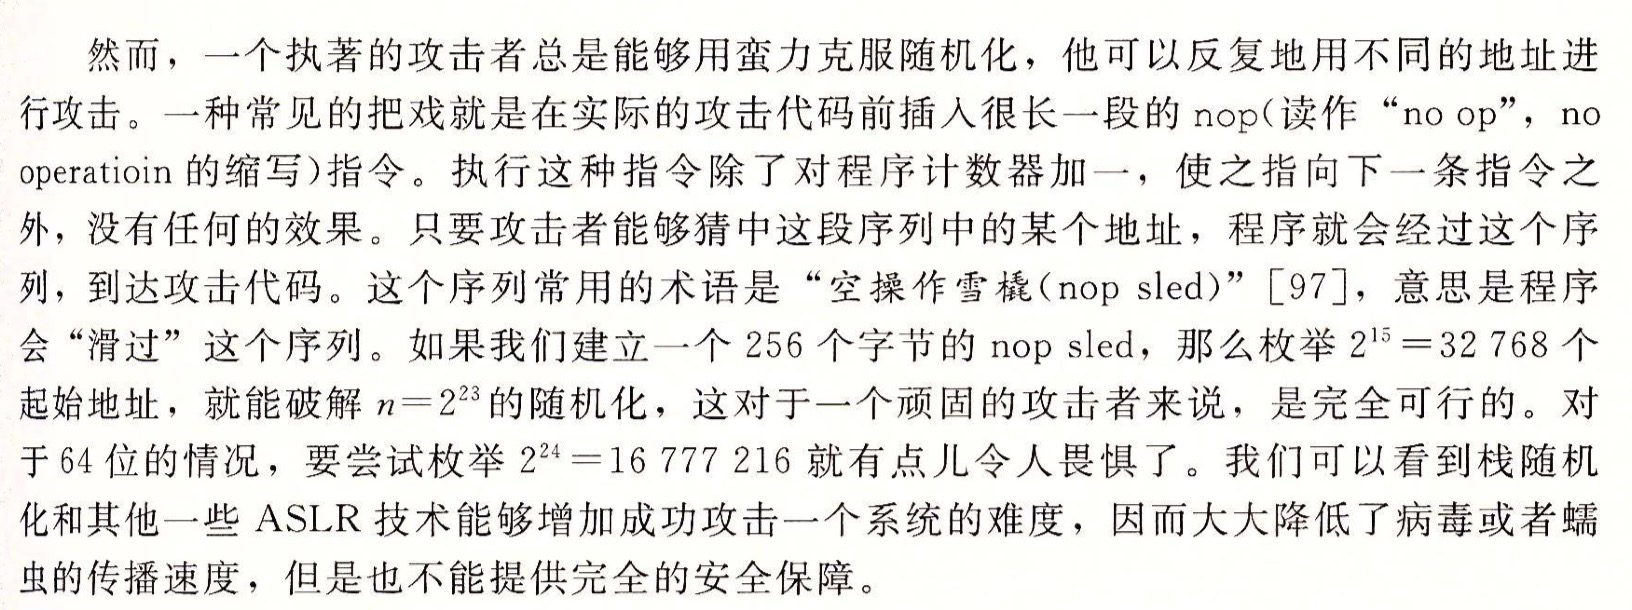 然而，一个执著的攻击者总是能够用蛮力克服随机化，他可以反复地用不同的地址进
行攻击。一种常见的把戏就是在实际的攻击代码前插入很长一段的 nop(读作“no op”，no
operatioin 的缩写)指令。执行这种指令除了对程序计数器加一，使之指向下一条指令之
外，没有任何的效果。只要攻击者能够猜中这段序列中的某个地址，程序就会经过这个序
列，到达攻击代码。这个序列常用的术语是“空操作雪橇(nop sled)”[97]，意思是程序
会“滑过”这个序列。如果我们建立一个 256 个字节的 nop sled，那么枚举 2¹⁵＝32 768 个
起始地址，就能破解 n＝2²³的随机化，这对于一个顽固的攻击者来说，是完全可行的。对
于 64 位的情况，要尝试枚举 2²⁴＝16 777 216 就有点儿令人畏惧了。我们可以看到栈随机
化和其他一些 ASLR 技术能够增加成功攻击一个系统的难度，因而大大降低了病毒或者蠕
虫的传播速度，但是也不能提供完全的安全保障。